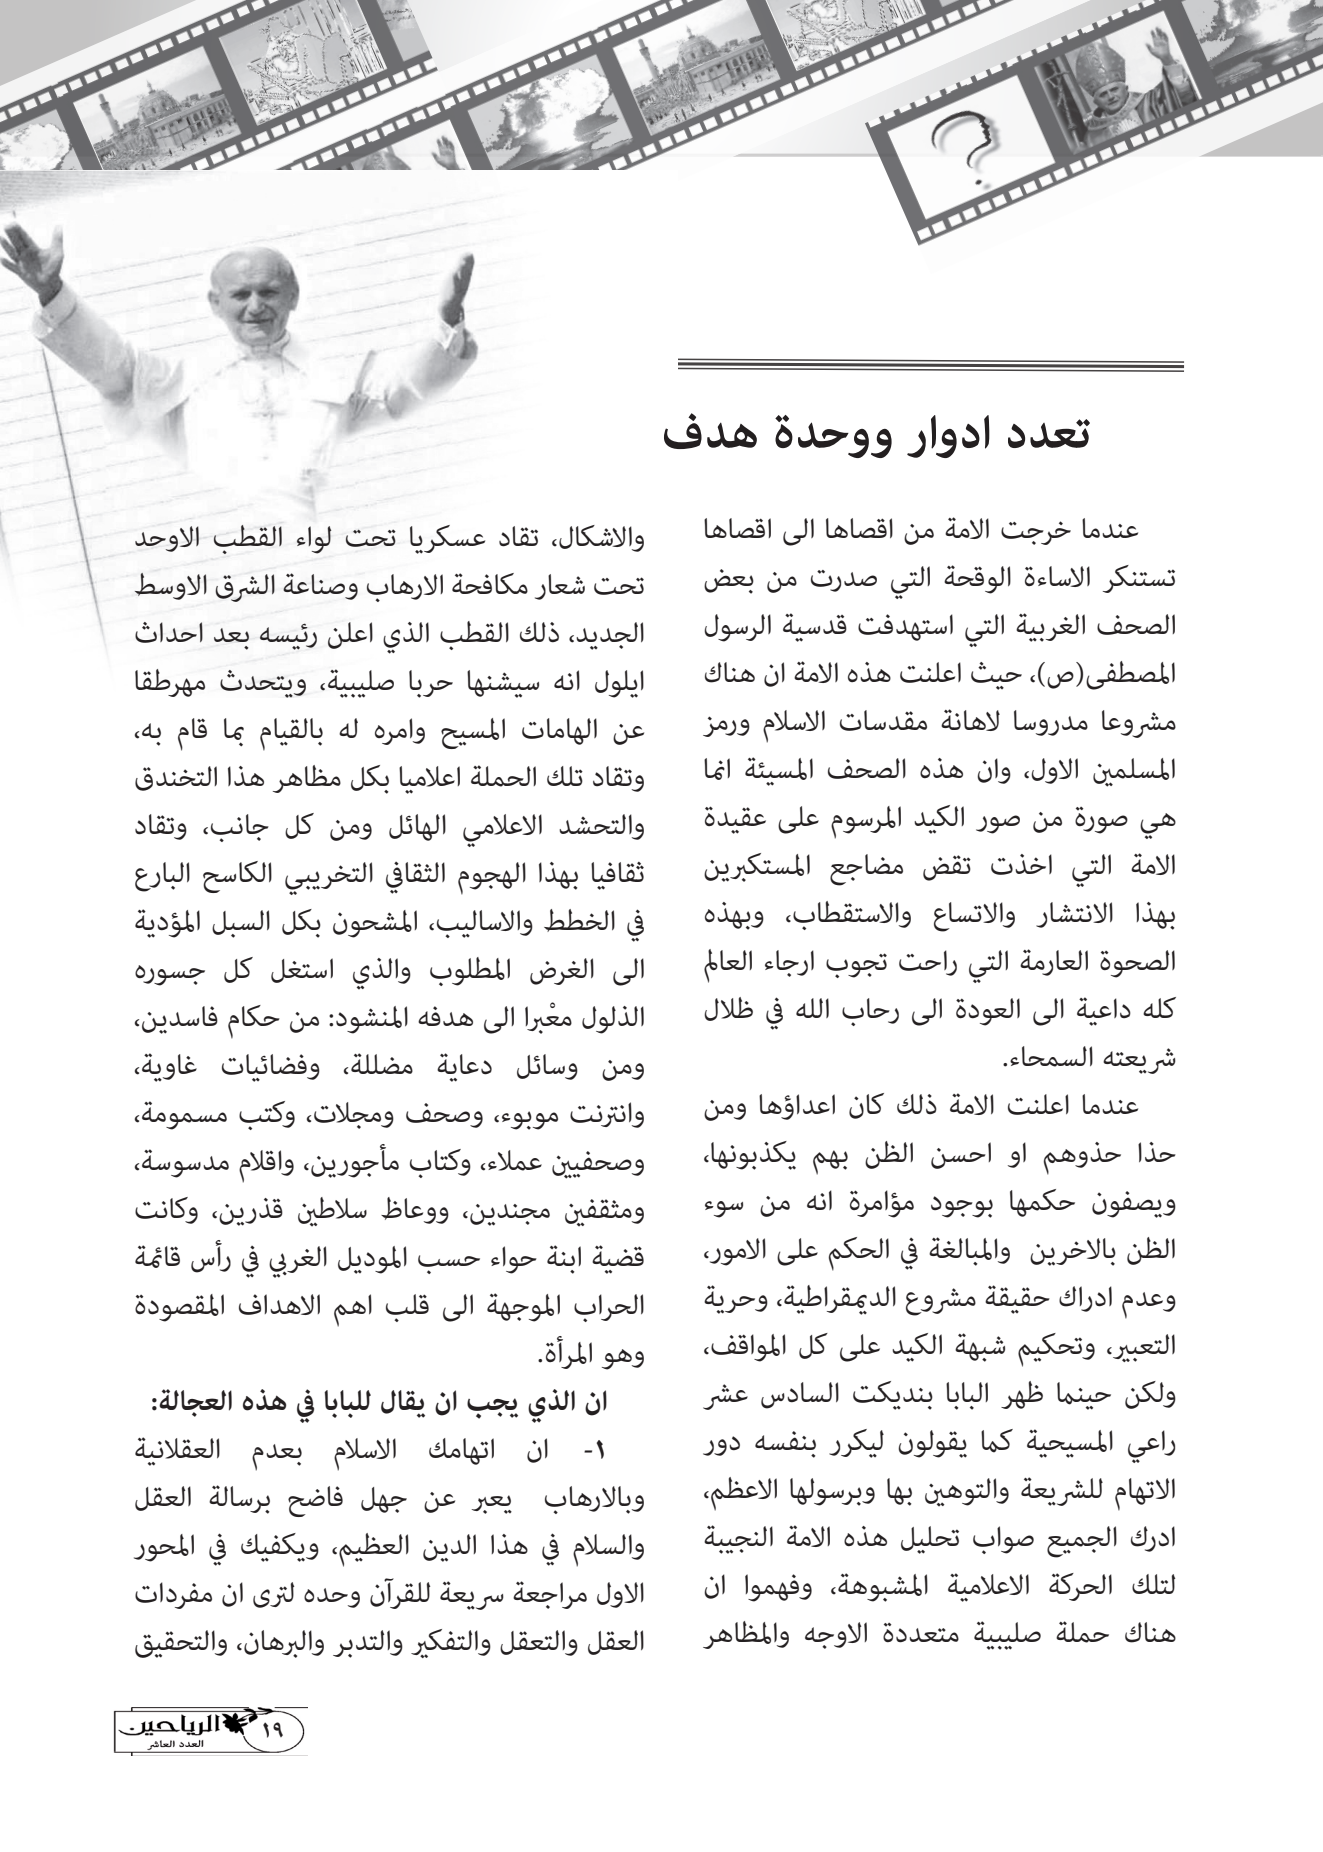 تعدد ادوار ووحدة هدف
عندما خرجت الامة من اقصاها الى اقصاها
تستنكر الاساءة الوقحة التي صدرت من بعض
الصحف الغربية التي استهدفت قدسية الرسول
المصطفى(ص)، حيث اعلنت هذه الامة ان هناك
مشروعا مدروسا لاهانة مقدسات الاسلام ورمز
المسلمين الاول، وان هذه الصحف المسيئة انما
هي صورة من صور الكيد المرسوم على عقيدة
الامة التي اخذت تقض مضاجع المستكبرين
بهذا الانتشار والاتساع والاستقطاب، وبهذه
الصحوة العارمة التي راحت تجوب ارجاء العالم
كله داعية الى العودة الى رحاب الله في ظلال
شريعته السمحاء.
عندما اعلنت الامة ذلك كان اعداؤها ومن
حذا حذوهم او احسن الظن بهم يكذبونها،
ويصفون حكمها بوجود مؤامرة انه من سوء
الظن بالاخرين والمبالغة في الحكم على الامور،
وعدم ادراك حقيقة مشروع الديمقراطية، وحرية
التعبير، وتحكيم شبهة الكيد على كل المواقف،
ولكن حينما ظهر البابا بنديكت السادس عشر
راعي المسيحية كما يقولون ليكرر بنفسه دور
الاتهام للشريعة والتوهين بها وبرسولها الاعظم،
ادرك الجميع صواب تحليل هذه الامة النجيبة
لتلك الحركة الاعلامية المشبوهة، وفهموا ان
هناك حملة صليبية متعددة الاوجه والمظاهر
والاشكال، تقاد عسكريا تحت لواء القطب الاوحد
تحت شعار مكافحة الارهاب وصناعة الشرق الاوسط
الجديد، ذلك القطب الذي اعلن رئيسه بعد احداث
ايلول انه سيشنها حربا صليبية، ويتحدث مهرطقا
عن الهامات المسيح وامره له بالقيام بما قام به،
وتقاد تلك الحملة اعلاميا بكل مظاهر هذا التخندق
والتحشد الاعلامي الهائل ومن كل جانب، وتقاد
ثقافيا بهذا الهجوم الثقافي التخريبي الكاسح البارع
في الخطط والاساليب، المشحون بكل السبل المؤدية
الى الغرض المطلوب والذي استغل كل جسوره
الذلول معْبرا الى هدفه المنشود: من حكام فاسدين،
ومن وسائل دعاية مضللة، وفضائيات غاوية،
وانترنت موبوء، وصحف ومجلات، وكتب مسمومة،
وصحفيين عملاء، وكتاب مأجورين، واقلام مدسوسة،
ومثقفين مجندين، ووعاظ سلاطين قذرين، وكانت
قضية ابنة حواء حسب الموديل الغربي في رأس قائمة
الحراب الموجهة الى قلب اهم الاهداف المقصودة
وهو المرأة.
ان الذي يجب ان يقال للبابا في هذه العجالة:
١- ان اتهامك الاسلام بعدم العقلانية
وبالارهاب يعبر عن جهل فاضح برسالة العقل
والسلام في هذا الدين العظيم، ويكفيك في المحور
الاول مراجعة سريعة للقرآن وحده لترى ان مفردات
العقل والتعقل والتفكير والتدبر والبرهان، والتحقيق
١٩ الرياحين
العدد العاشر